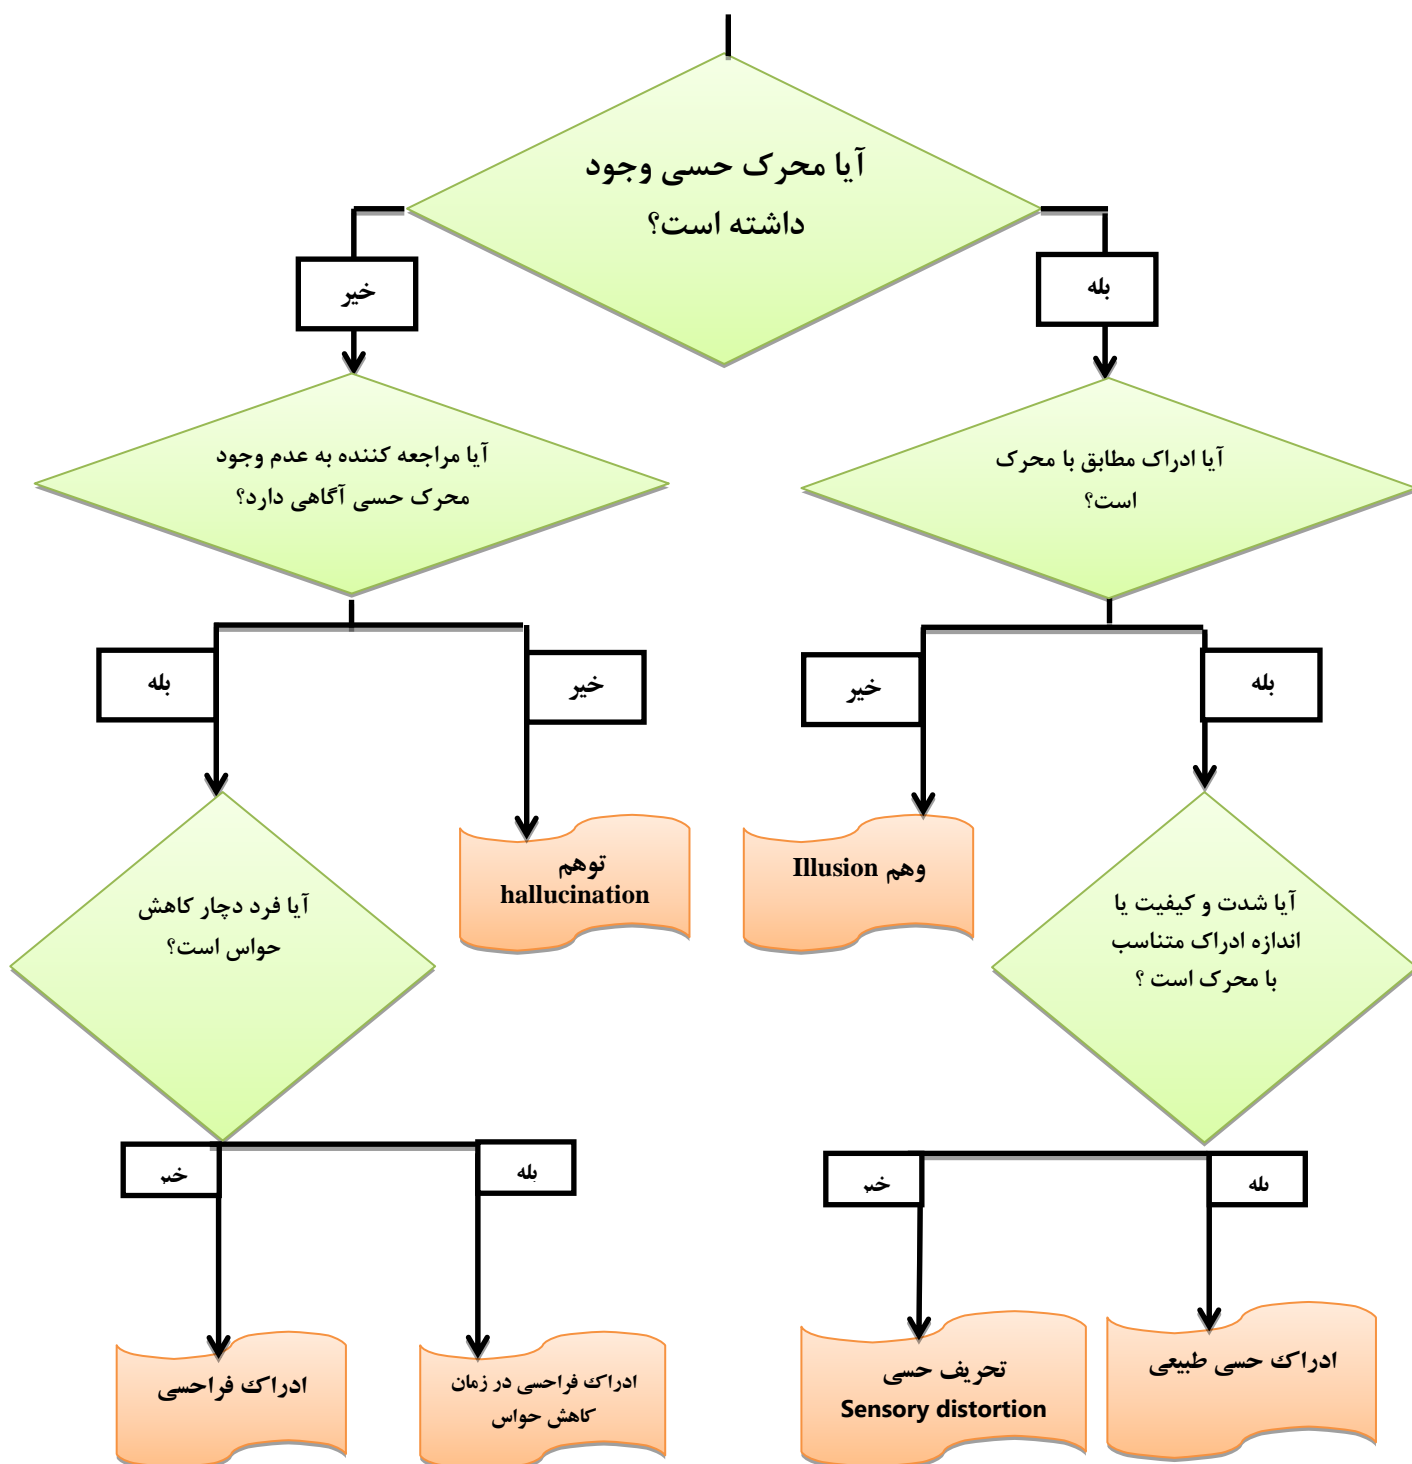 آیا محرک حسی وجود
داشته است؟
بله
خیر
آیا ادراک مطابق با محرک
است؟
آیا مراجعه کننده به عدم وجود
محرک حسی آگاهی دارد؟
بله
خیر
خیر
بله
آیا شدت و کیفیت یا
اندازه ادراک متناسب
با محرک است ؟
وهم Illusion
توهم
hallucination
آیا فرد دچار کاهش
حواس است؟
بله
بله
ادراک حسی طبیعی
تحریف حسی
Sensory distortion
ادراک فراحسی در زمان
کاهش حواس
ادراک فراحسی